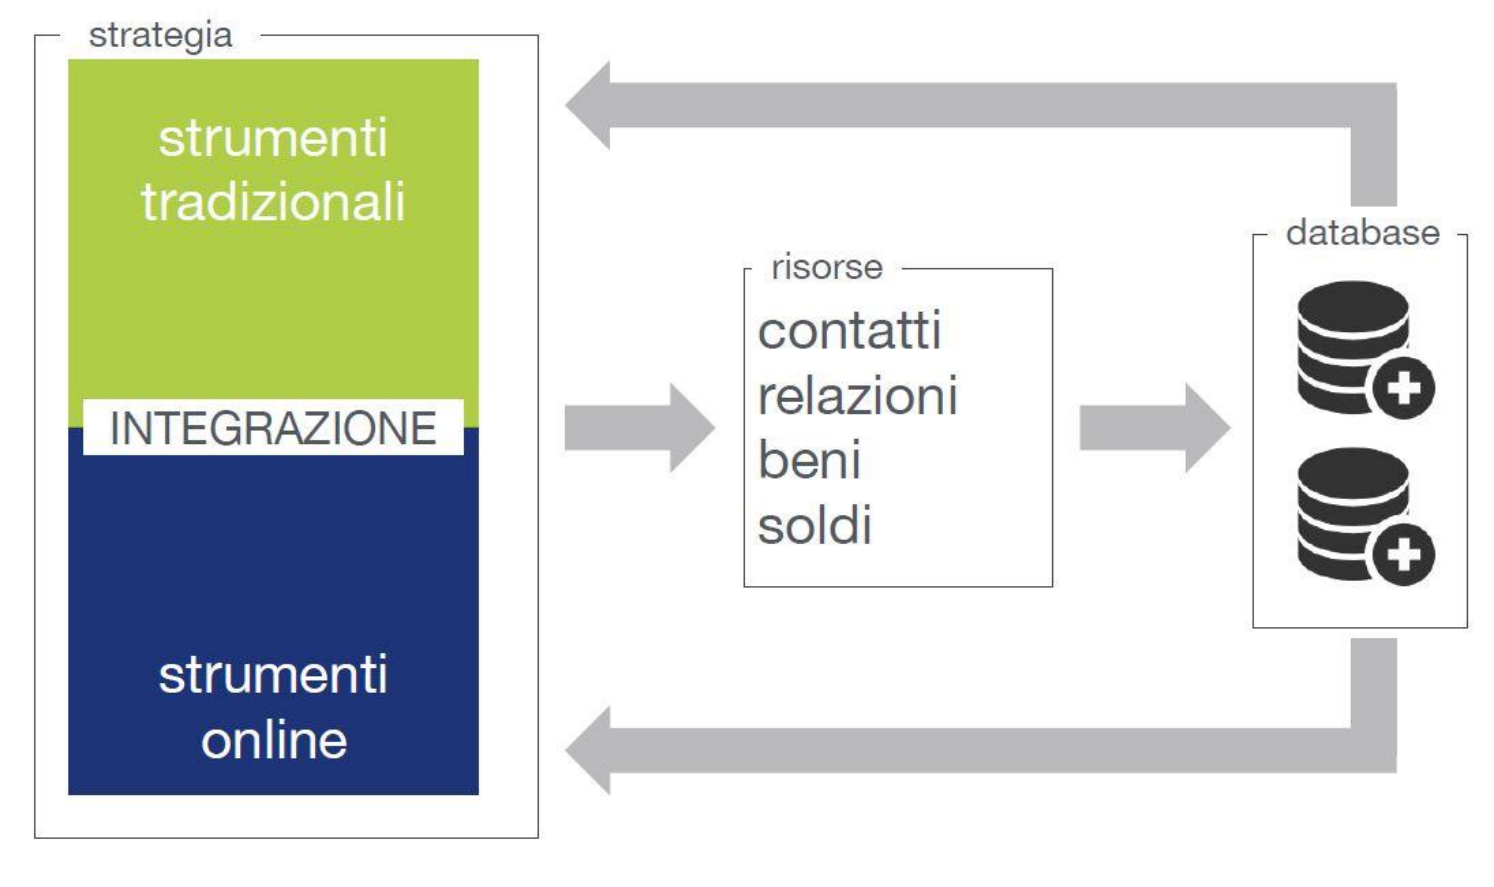 strategia
strumenti
tradizionali
INTEGRAZIONE
strumenti
online
risorse
contatti
relazioni
beni
soldi
database